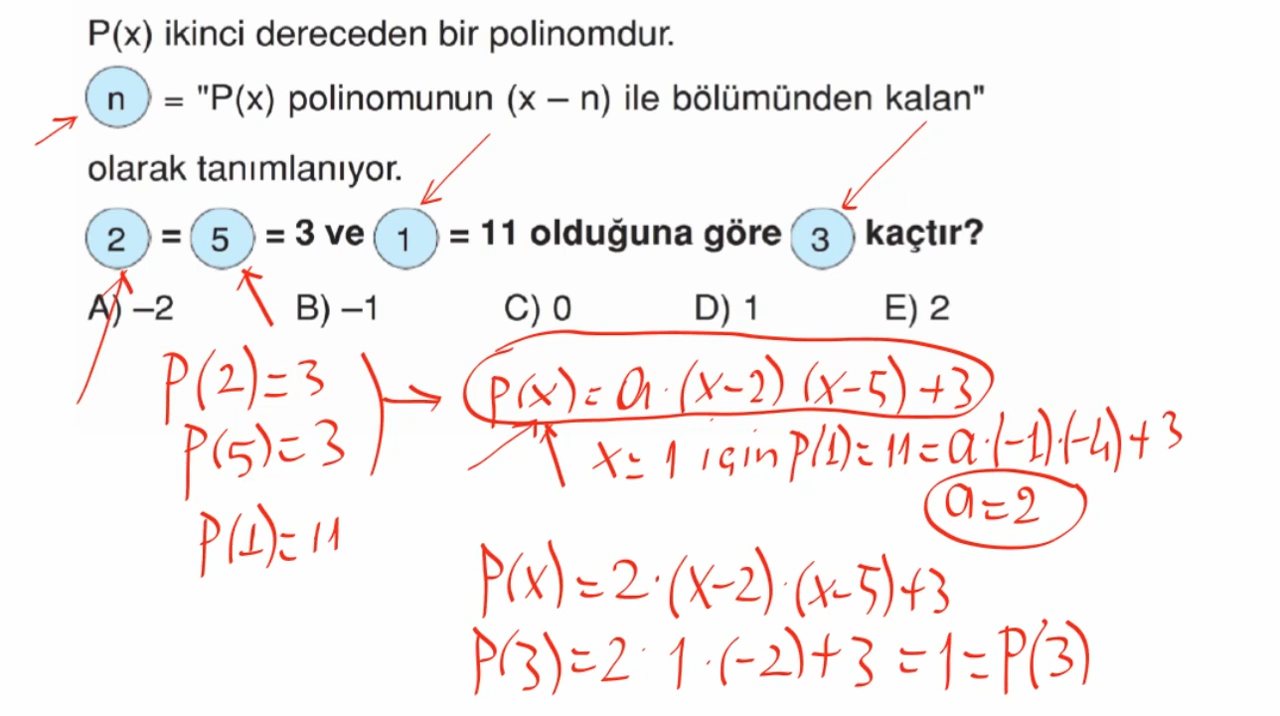 P(x) ikinci dereceden bir polinomdur.
n = "P(x) polinomunun (x – n) ile bölümünden kalan"
olarak tanımlanıyor.
2 = 5 = 3 ve 1 = 11 olduğuna göre 3 kaçtır?
A) –2 B) –1 C) 0 D) 1 E) 2
P(2)=3
P(5)=3
P(1)=11
P(x)=a·(x-2)(x-5)+3
x=1 için P(1)=11=a·(-1)·(-4)+3
a=2
P(x)=2·(x-2)·(x-5)+3
P(3)=2·1·(-2)+3=1=P(3)